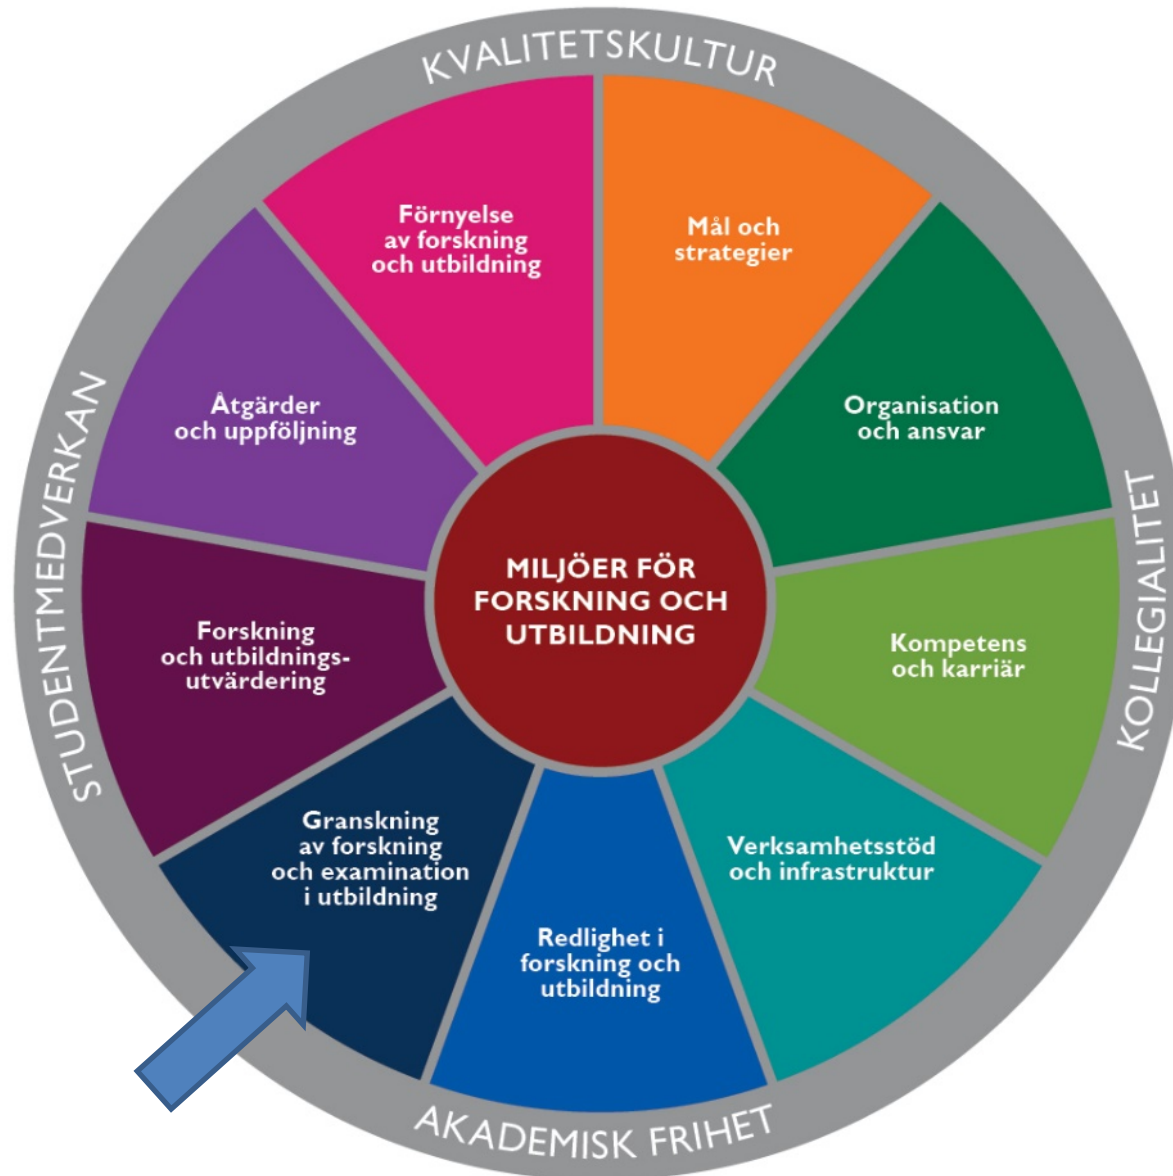 KVALITETSKULTUR
Förnyelse
av forskning
och utbildning
Mål och
strategier
Åtgärder
och uppföljning
Organisation
och ansvar
STUDENTMEDVERKAN
MILJÖER FÖR
FORSKNING OCH
UTBILDNING
KOLLEGIALITET
Forskning
och utbildnings-
utvärdering
Kompetens
och karriär
Granskning
av forskning
och examination
i utbildning
Verksamhetsstöd
och infrastruktur
Redlighet i
forskning och
utbildning
AKADEMISK FRIHET